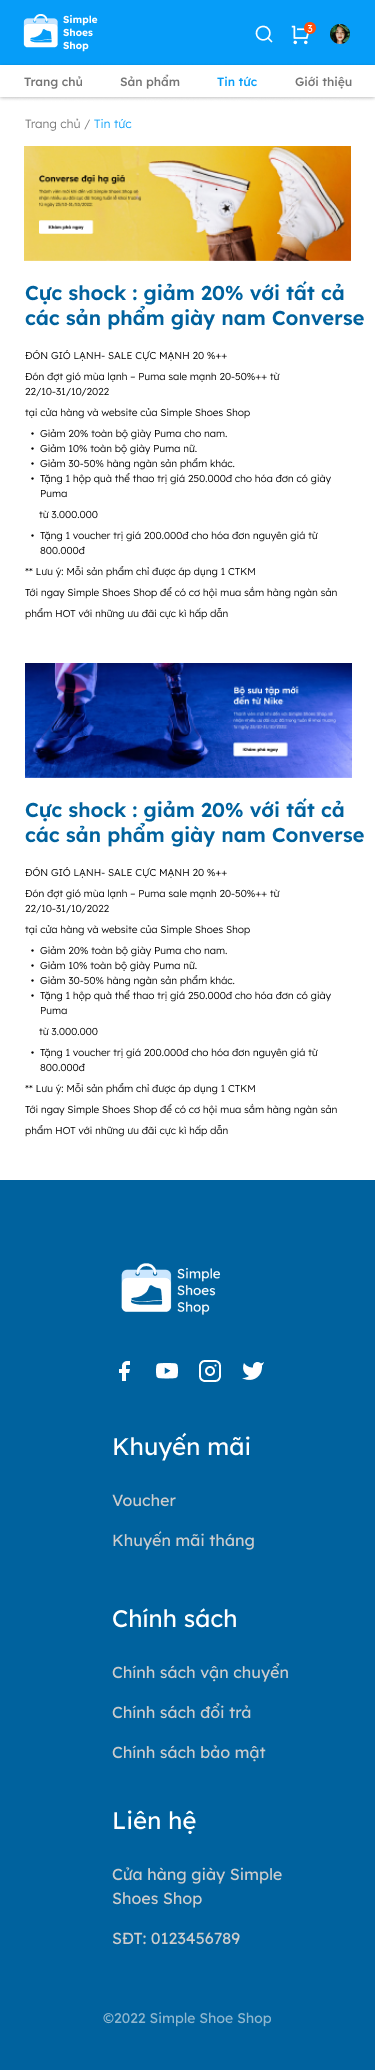 Simple
Shoes
Shop
3
Trang chủ
Sản phẩm
Tin tức
Giới thiệu
Trang chủ / Tin tức
Converse đại hạ giá
Khám phá ngay
Cực shock : giảm 20% với tất cả
các sản phẩm giày nam Converse
ĐÓN GIÓ LẠNH- SALE CỰC MẠNH 20 %++
Đón đợt gió mùa lạnh – Puma sale mạnh 20-50%++ từ
22/10-31/10/2022
tại cửa hàng và website của Simple Shoes Shop
• Giảm 20% toàn bộ giày Puma cho nam.
• Giảm 10% toàn bộ giày Puma nữ.
• Giảm 30-50% hàng ngàn sản phẩm khác.
• Tặng 1 hộp quà thể thao trị giá 250.000đ cho hóa đơn có giày
Puma
từ 3.000.000
• Tặng 1 voucher trị giá 200.000đ cho hóa đơn nguyên giá từ
800.000đ
** Lưu ý: Mỗi sản phẩm chỉ được áp dụng 1 CTKM
Tới ngay Simple Shoes Shop để có cơ hội mua sắm hàng ngàn sản
phẩm HOT với những ưu đãi cực kì hấp dẫn
Bộ sưu tập mới
đến từ Nike
Khám phá ngay
Cực shock : giảm 20% với tất cả
các sản phẩm giày nam Converse
ĐÓN GIÓ LẠNH- SALE CỰC MẠNH 20 %++
Đón đợt gió mùa lạnh – Puma sale mạnh 20-50%++ từ
22/10-31/10/2022
tại cửa hàng và website của Simple Shoes Shop
• Giảm 20% toàn bộ giày Puma cho nam.
• Giảm 10% toàn bộ giày Puma nữ.
• Giảm 30-50% hàng ngàn sản phẩm khác.
• Tặng 1 hộp quà thể thao trị giá 250.000đ cho hóa đơn có giày
Puma
từ 3.000.000
• Tặng 1 voucher trị giá 200.000đ cho hóa đơn nguyên giá từ
800.000đ
** Lưu ý: Mỗi sản phẩm chỉ được áp dụng 1 CTKM
Tới ngay Simple Shoes Shop để có cơ hội mua sắm hàng ngàn sản
phẩm HOT với những ưu đãi cực kì hấp dẫn
Simple
Shoes
Shop
Khuyến mãi
Voucher
Khuyến mãi tháng
Chính sách
Chính sách vận chuyển
Chính sách đổi trả
Chính sách bảo mật
Liên hệ
Cửa hàng giày Simple
Shoes Shop
SĐT: 0123456789
©2022 Simple Shoe Shop